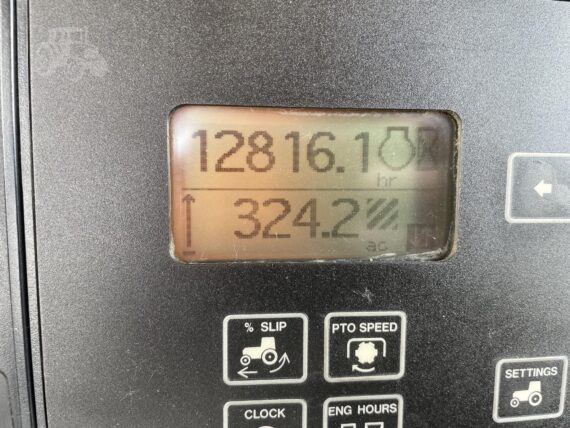 12816.1
hr
324.2
ac
% SLIP
PTO SPEED
SETTINGS
CLOCK
ENG HOURS